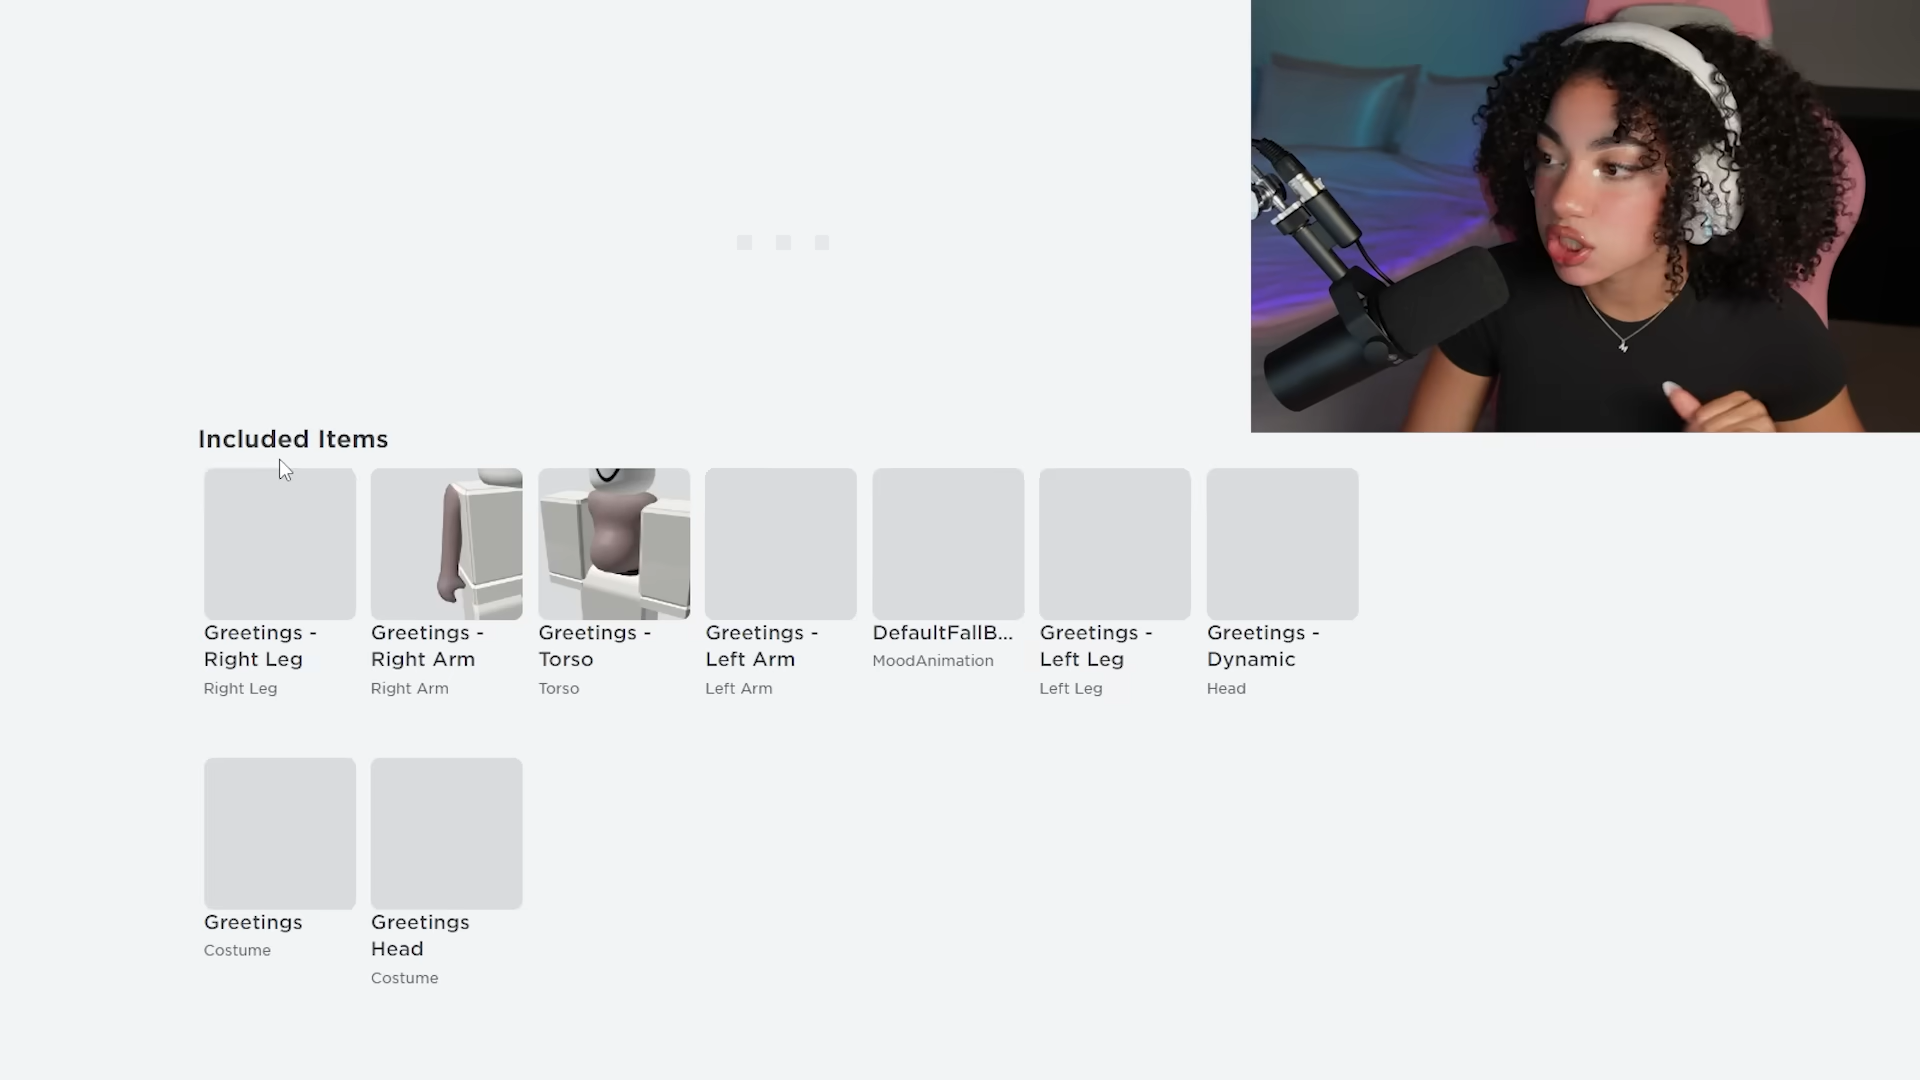 Included Items
Greetings -
Right Leg
Right Leg
Greetings -
Right Arm
Right Arm
Greetings -
Torso
Torso
Greetings -
Left Arm
Left Arm
DefaultFallB...
MoodAnimation
Greetings -
Left Leg
Left Leg
Greetings -
Dynamic
Head
Greetings
Costume
Greetings
Head
Costume